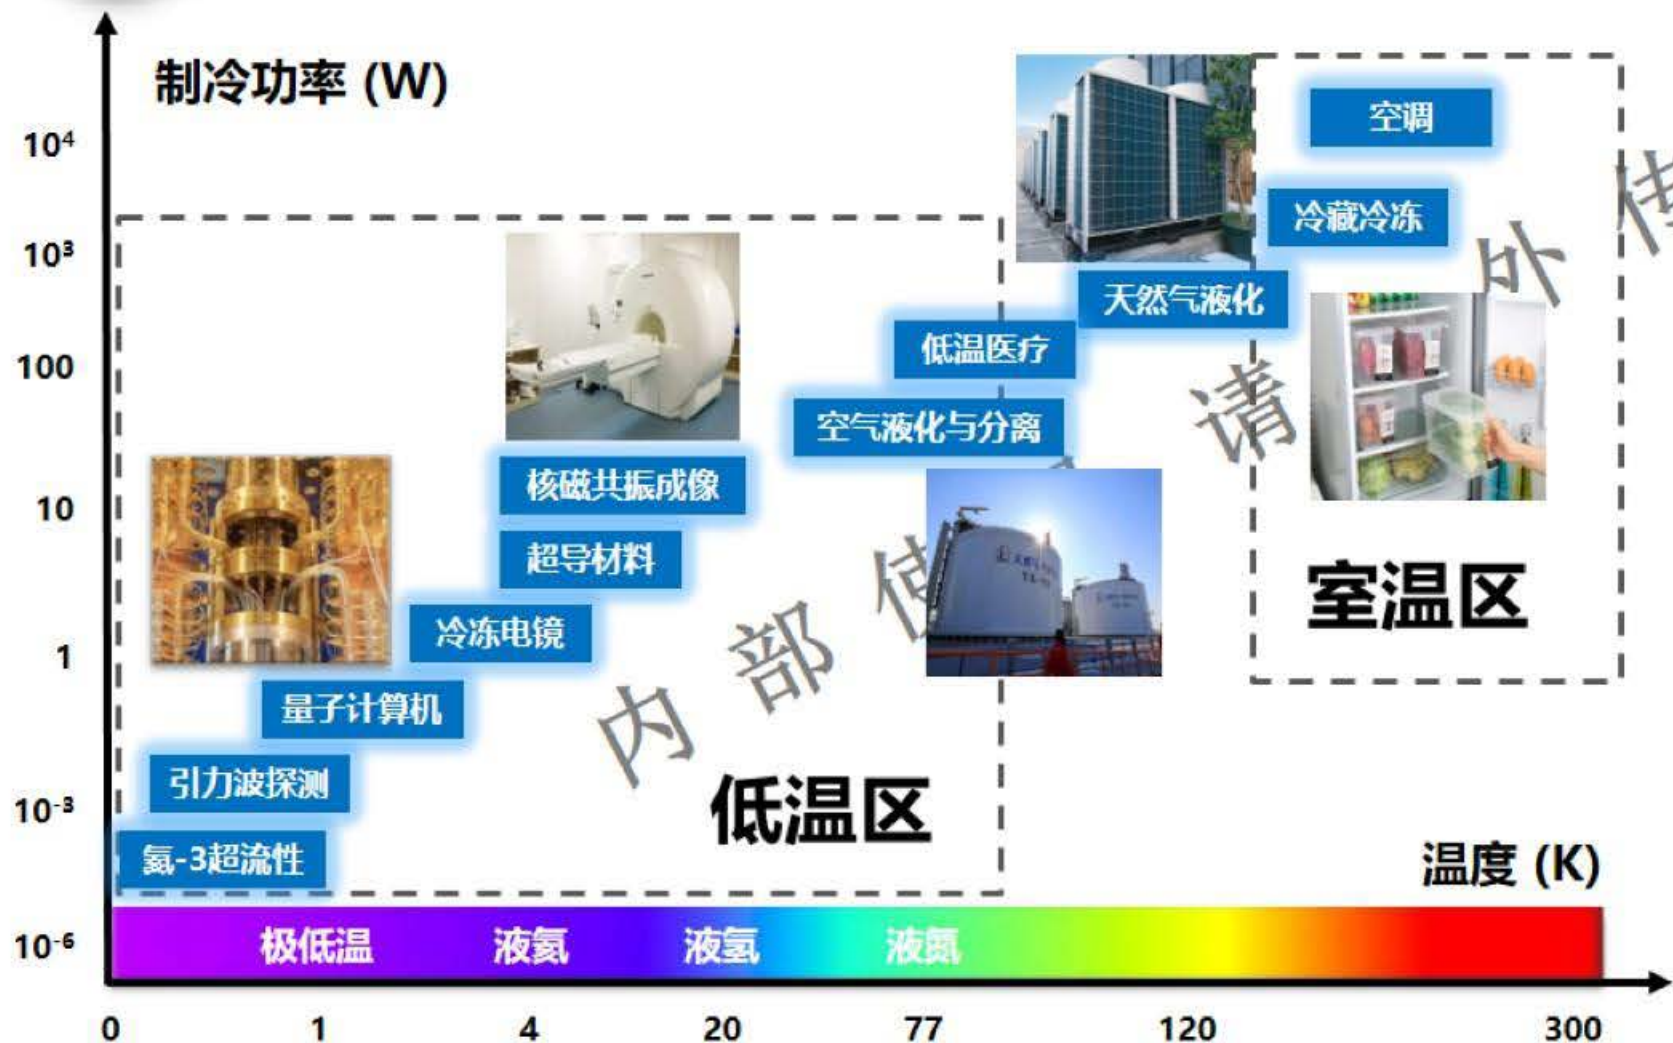 制冷功率 (W)
10⁴
10³
100
10
1
10⁻³
10⁻⁶
空调
冷藏冷冻
天然气液化
低温医疗
空气液化与分离
核磁共振成像
超导材料
冷冻电镜
量子计算机
引力波探测
氦-3超流性
低温区
室温区
内部使 请 外传
温度 (K)
极低温 液氦 液氢 液氮
0 1 4 20 77 120 300